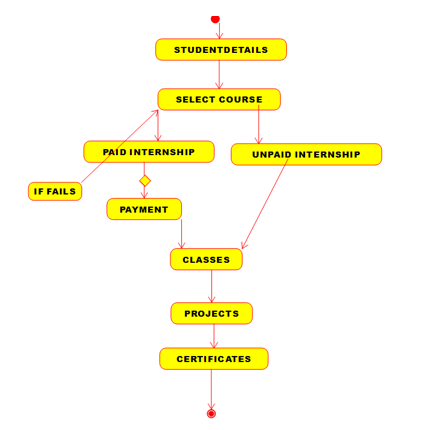 STUDENTDETAILS
SELECT COURSE
PAID INTERNSHIP
UNPAID INTERNSHIP
IF FAILS
PAYMENT
CLASSES
PROJECTS
CERTIFICATES